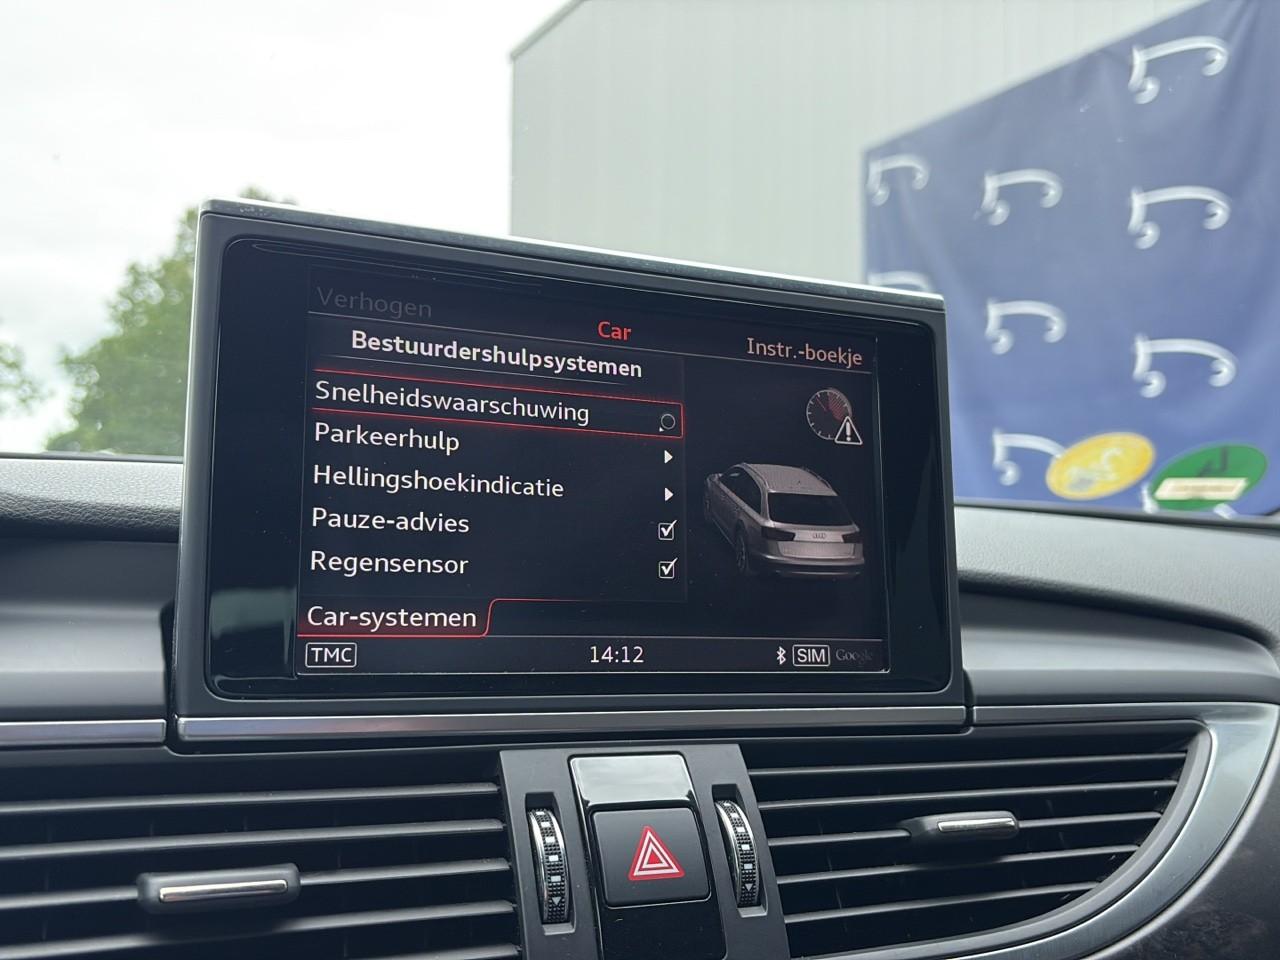 Verhogen
Car
Instr.-boekje
Bestuurdershulpsystemen
Snelheidswaarschuwing
Parkeerhulp
Hellingshoekindicatie
Pauze-advies
Regensensor
Car-systemen
TMC
14:12
SIM
Google